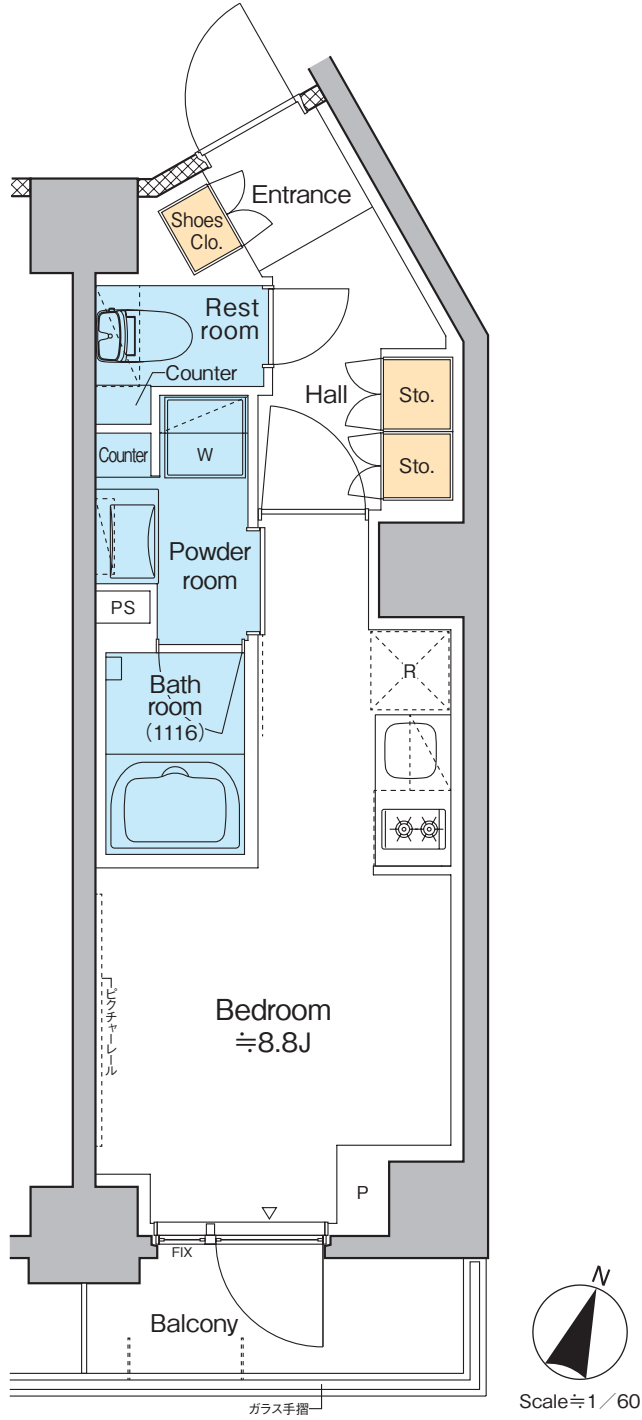 Entrance
Shoes
Clo.
Rest
room
Counter
Hall
Sto.
Counter
W
Sto.
Powder
room
PS
R
Bath
room
(1116)
Bedroom
≒8.8J
ピクチャーレール
P
FIX
Balcony
N
ガラス手摺
Scale≒1/60